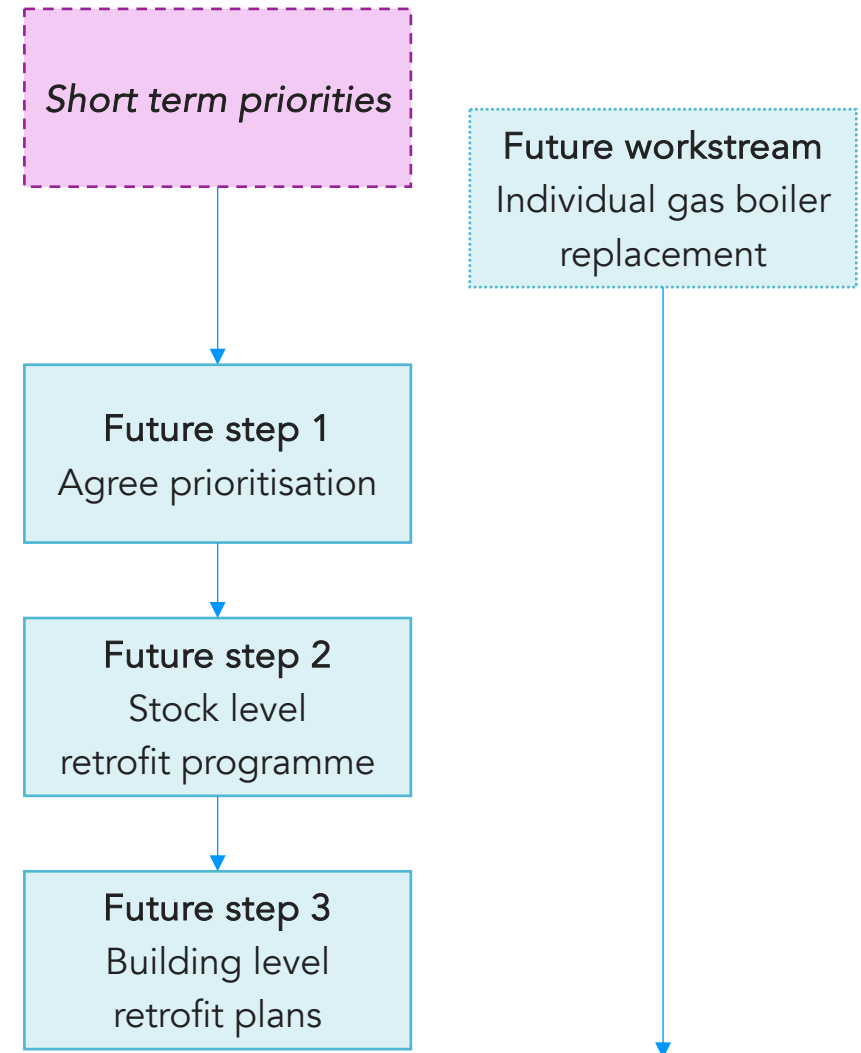 Short term priorities
Future workstream
Individual gas boiler
replacement
Future step 1
Agree prioritisation
Future step 2
Stock level
retrofit programme
Future step 3
Building level
retrofit plans